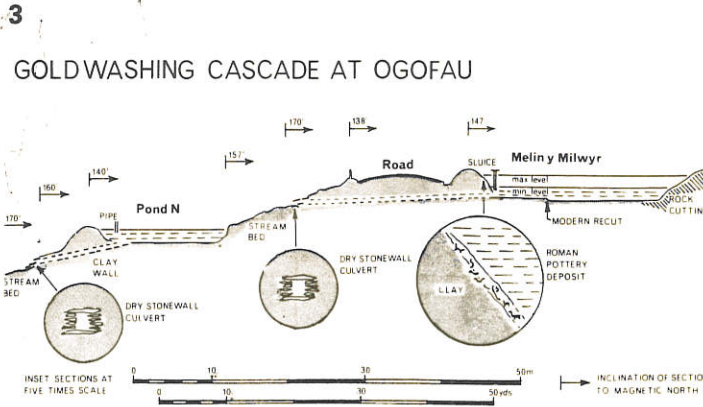 3
GOLD WASHING CASCADE AT OGOFAU
170' 138' 147
157'
140'
160'
170'
Road
SLUICE
Melin y Milwyr
max level
min level
PIPE
Pond N
STREAM
BED
CLAY
WALL
STREAM
BED
MODERN RECUT
ROCK
DRY STONEWALL
CULVERT
DRY STONEWALL
CULVERT
CLAY
ROMAN
POTTERY
DEPOSIT
INSET SECTIONS AT
FIVE TIMES SCALE
0 10 30 50m
0 10 30 50yds
INCLINATION OF
TO MAGNETIC NORTH